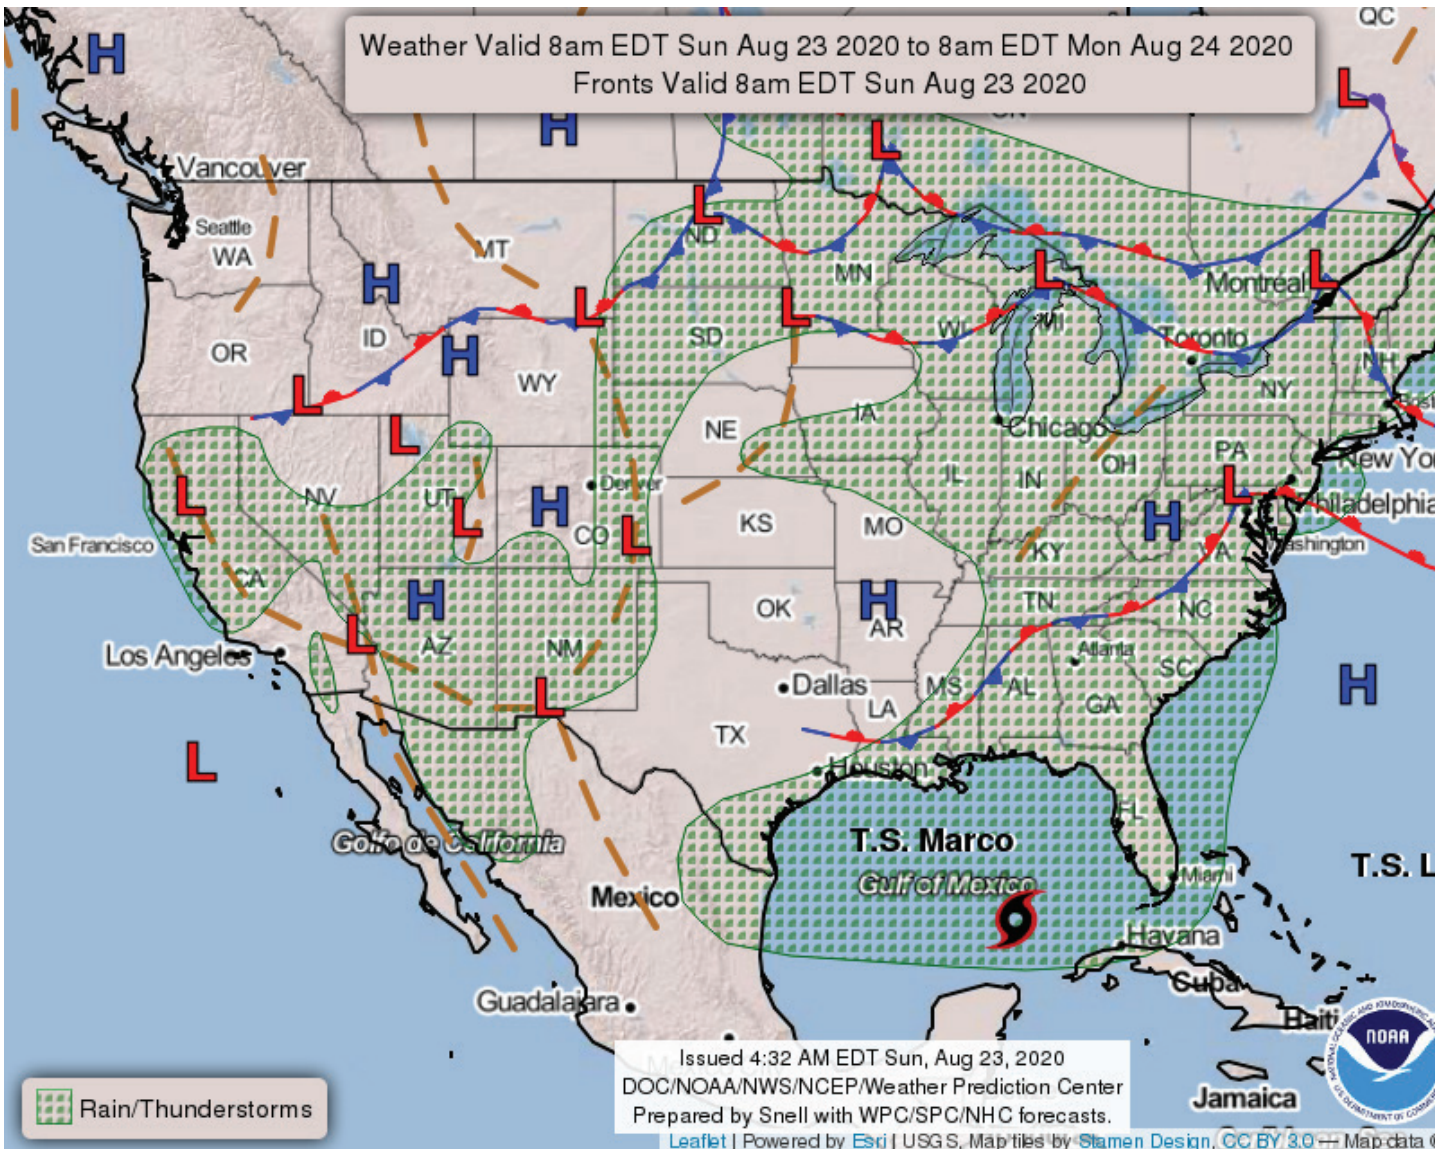 QC
Weather Valid 8am EDT Sun Aug 23 2020 to 8am EDT Mon Aug 24 2020
Fronts Valid 8am EDT Sun Aug 23 2020
H
L
H
L
ON
Vancouver
L
Seattle
ND
WA
MT
MN
L
Montréal
L
H
ID
L
SD
L
WI
MI
Toronto
OR
H
WY
NH
L
NY
IA
L
NE
Chicago
PA
New Yo
IL
IN
OH
L
NV
UT
L
H
Denver
CO
KS
MO
L
Philadelphia
H
VA
L
San Francisco
L
KY
Washington
CA
H
OK
H
AR
TN
NC
L
Los Angeles
AZ
NM
Atlanta
SC
Dallas
MS
AL
H
L
LA
GA
TX
L
Houston
FL
Golfo de California
T.S. Marco
T.S. L
Gulf of Mexico
Miami
Mexico
Havana
Cuba
Guadalajara
Haiti
NOAA
Mexico City
Issued 4:32 AM EDT Sun, Aug 23, 2020
DOC/NOAA/NWS/NCEP/Weather Prediction Center
Prepared by Snell with WPC/SPC/NHC forecasts.
Jamaica
Rain/Thunderstorms
Leaflet | Powered by Esri | USGS, Map tiles by Stamen Design, CC BY 3.0 — Map data ©